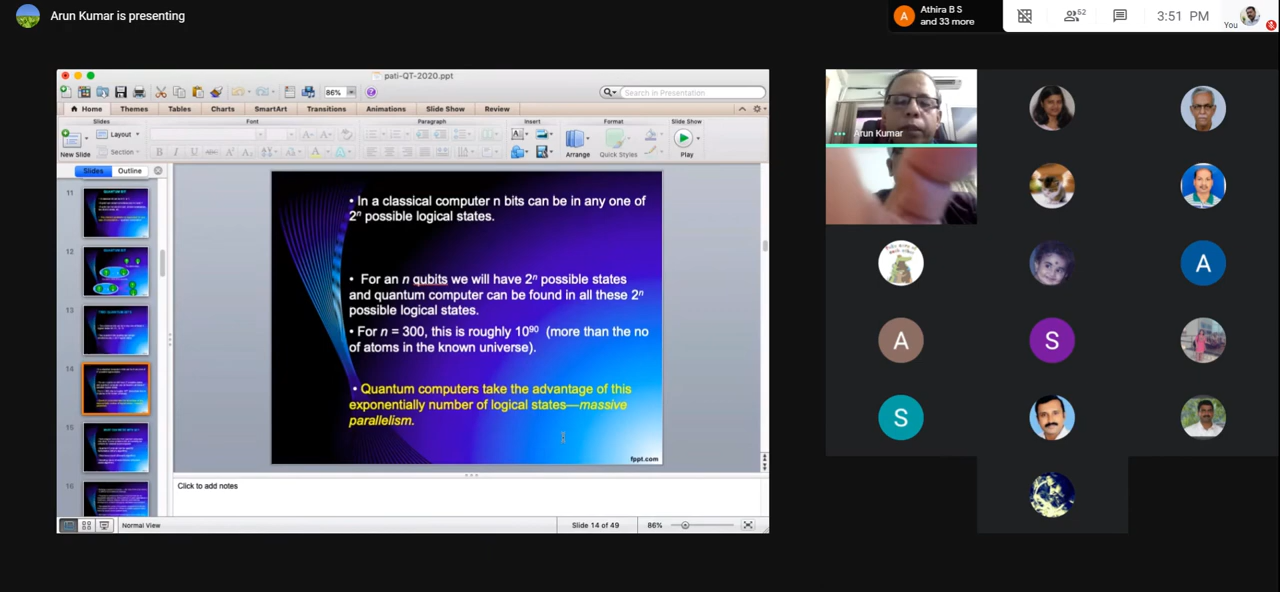 Arun Kumar is presenting
Athira B S
and 33 more
52
3:51 PM
You
pati-QT-2020.ppt
86%
Search in Presentation
Home Themes Tables Charts SmartArt Transitions Animations Slide Show Review
Slides Font Paragraph Insert Format Slide Show
New Slide Layout Section Arrange Quick Styles Play
Slides Outline
11
12
13
14
15
16
• In a classical computer n bits can be in any one of
2ⁿ possible logical states.
• For an n qubits we will have 2ⁿ possible states
and quantum computer can be found in all these 2ⁿ
possible logical states.
• For n = 300, this is roughly 10⁹⁰ (more than the no
of atoms in the known universe).
• Quantum computers take the advantage of this
exponentially number of logical states—massive
parallelism.
fppt.com
Click to add notes
Normal View Slide 14 of 49 86%
Arun Kumar
A
A
S
S